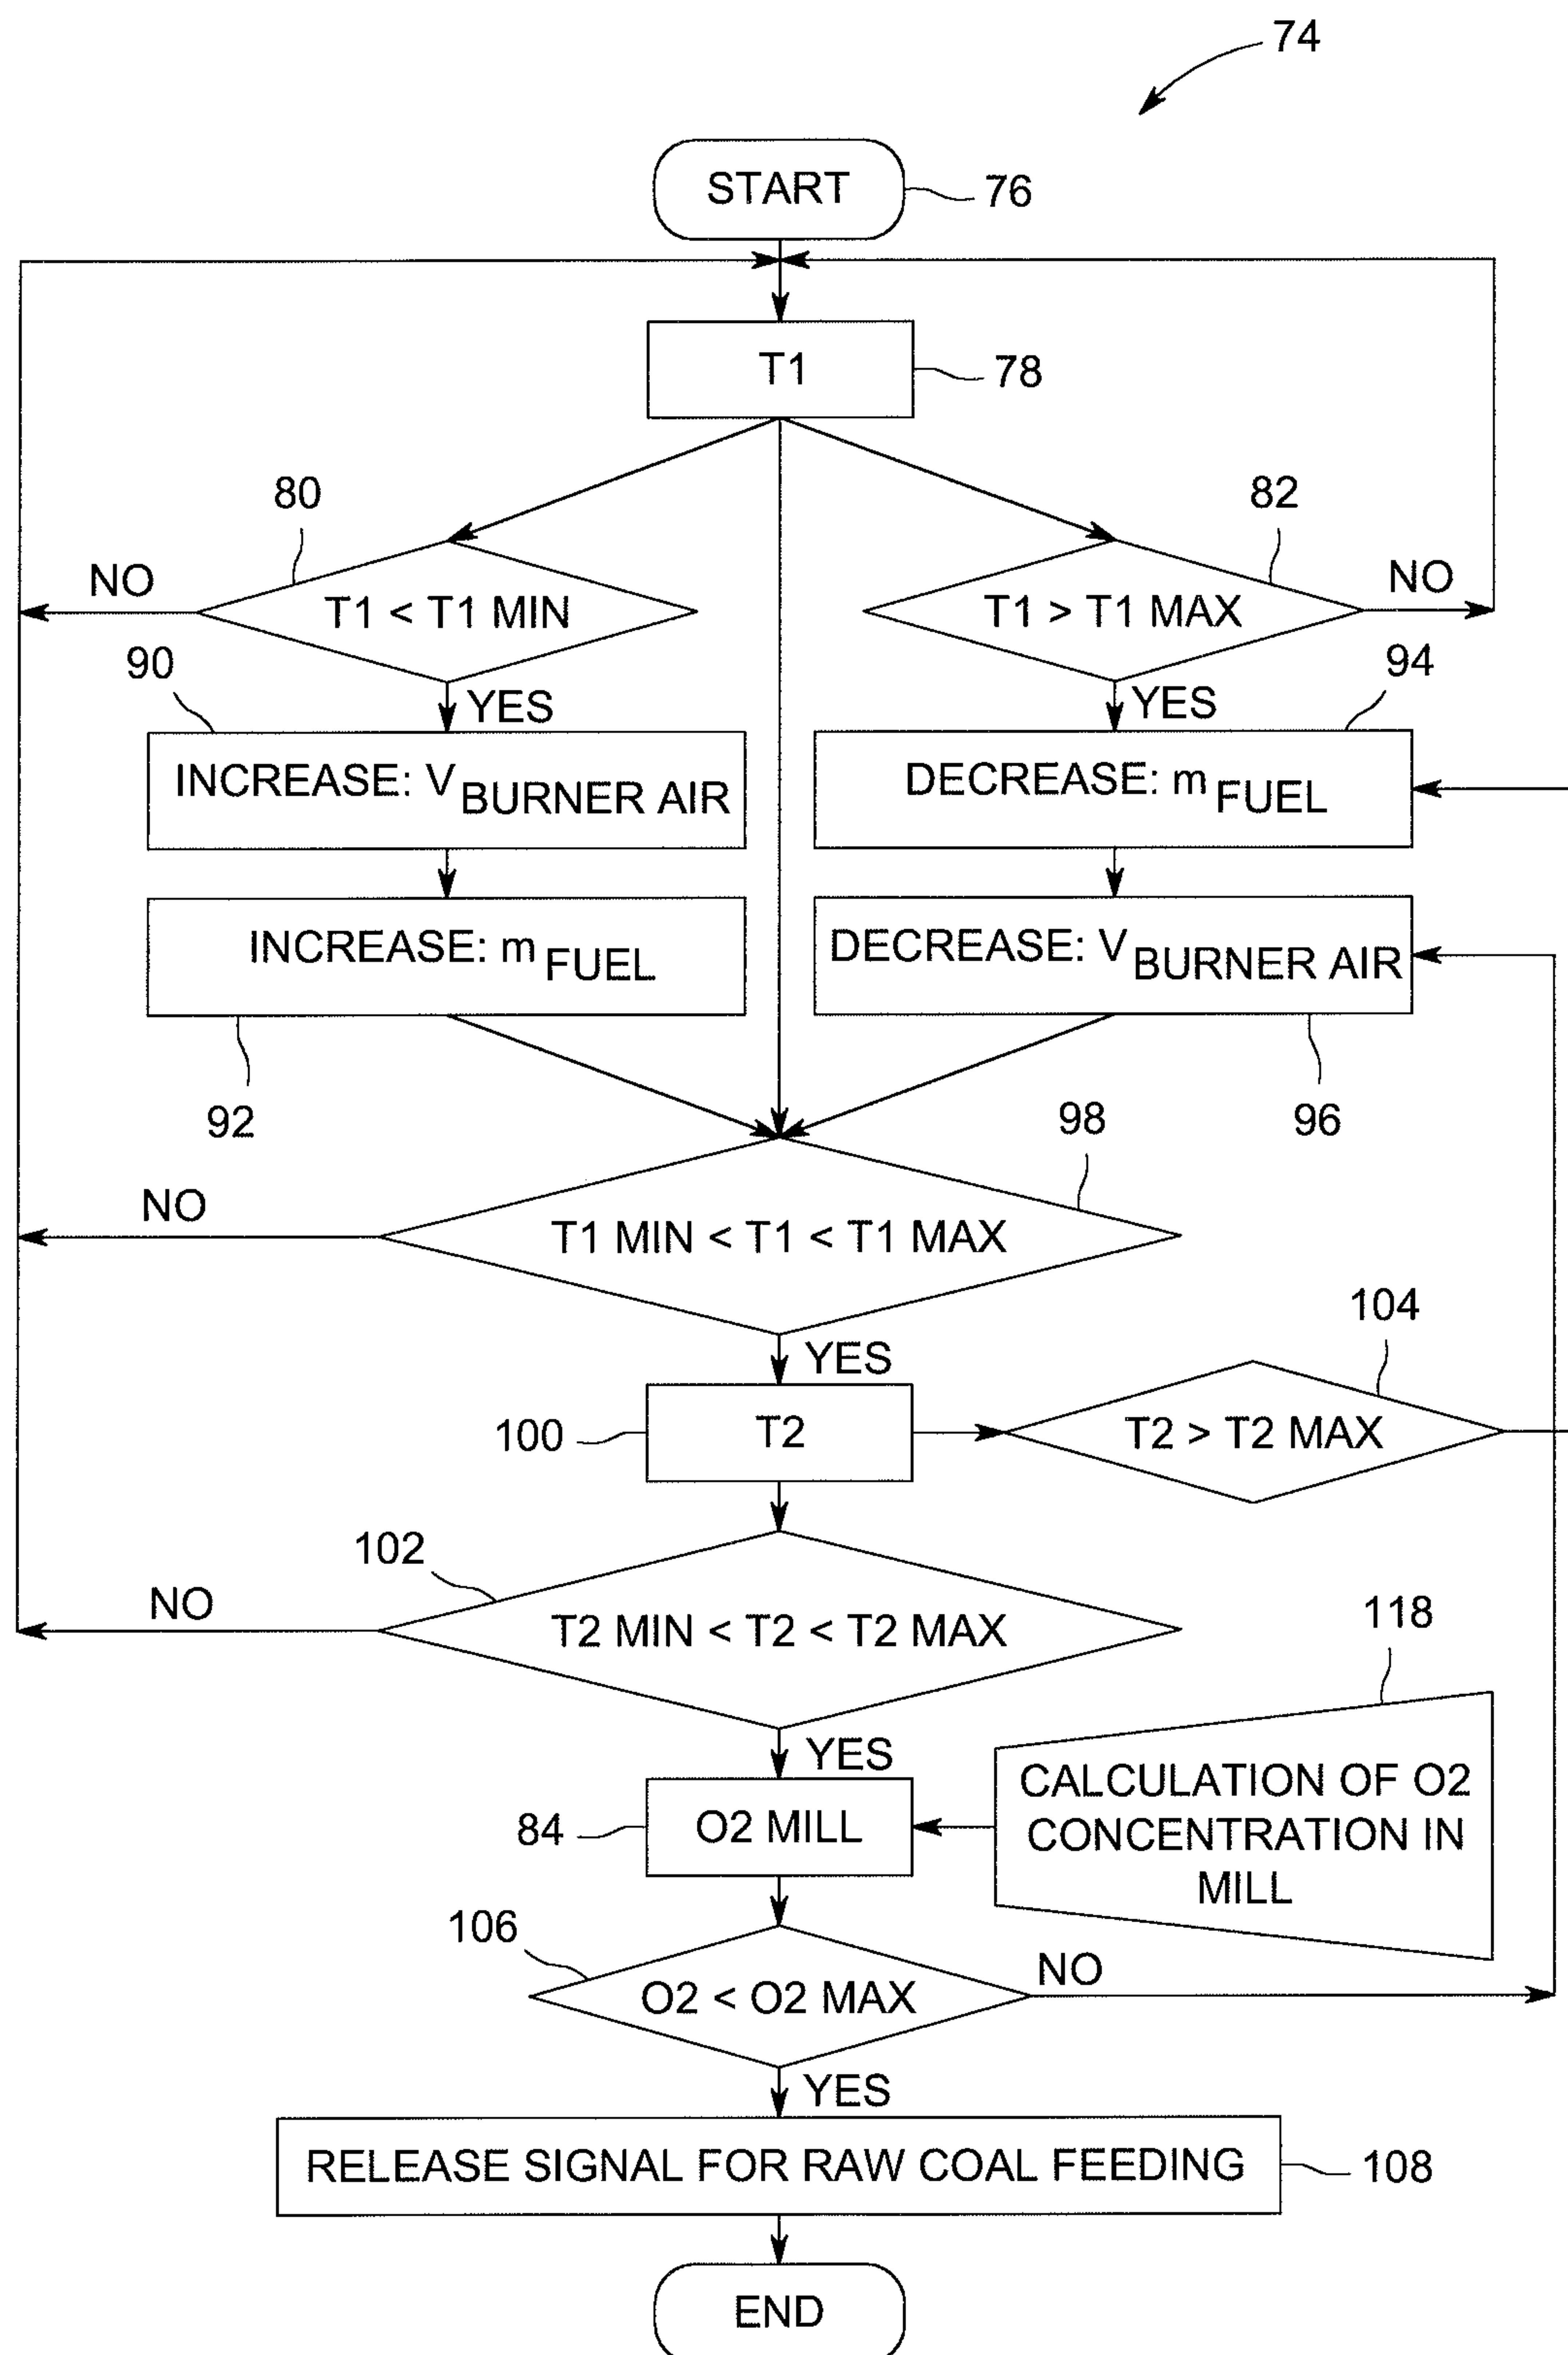 74
START
76
T1
78
80
82
NO
T1 < T1 MIN
T1 > T1 MAX
NO
90
94
YES
YES
INCREASE: V BURNER AIR
DECREASE: m FUEL
INCREASE: m FUEL
DECREASE: V BURNER AIR
92
98
96
NO
T1 MIN < T1 < T1 MAX
104
YES
100
T2
T2 > T2 MAX
102
NO
T2 MIN < T2 < T2 MAX
118
YES
84
O2 MILL
CALCULATION OF O2
CONCENTRATION IN
MILL
106
NO
O2 < O2 MAX
YES
RELEASE SIGNAL FOR RAW COAL FEEDING
108
END